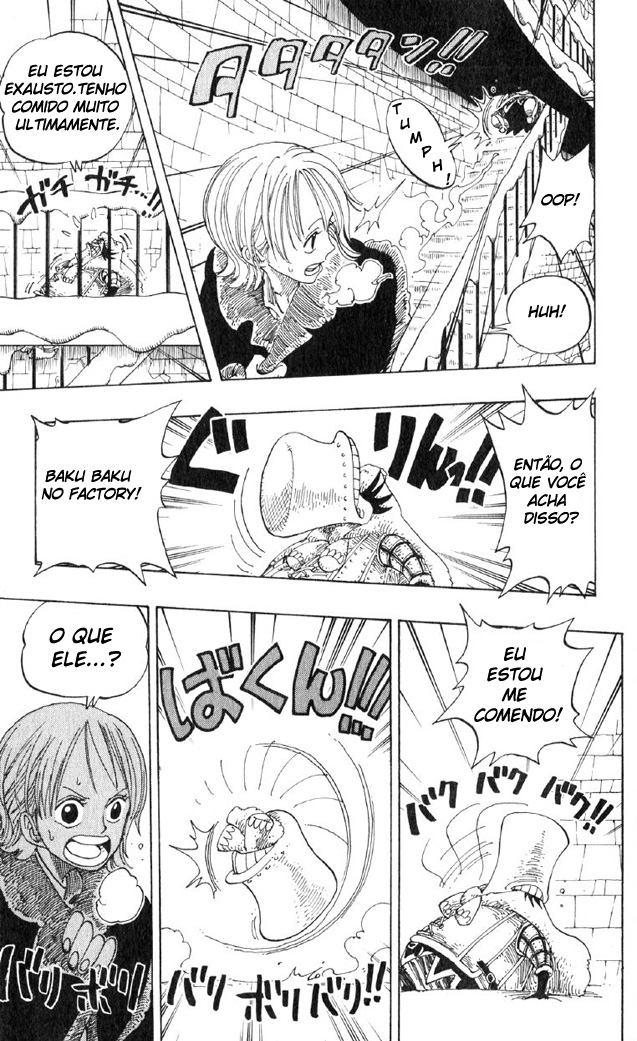 タタタタン!!
OOP!
HUH!
TUMPH!
EU ESTOU
EXAUSTO.TENHO
COMIDO MUITO
ULTIMAMENTE.
ガチ ガチ...!!
ENTÃO, O
QUE VOCÊ
ACHA
DISSO?
ぐりんっ!!
BAKU BAKU
NO FACTORY!
EU
ESTOU
ME
COMENDO!
バク バク バク!!
ばくん!!!
バリ ボリ バリ!!
O QUE
ELE...?
バリ ボリ